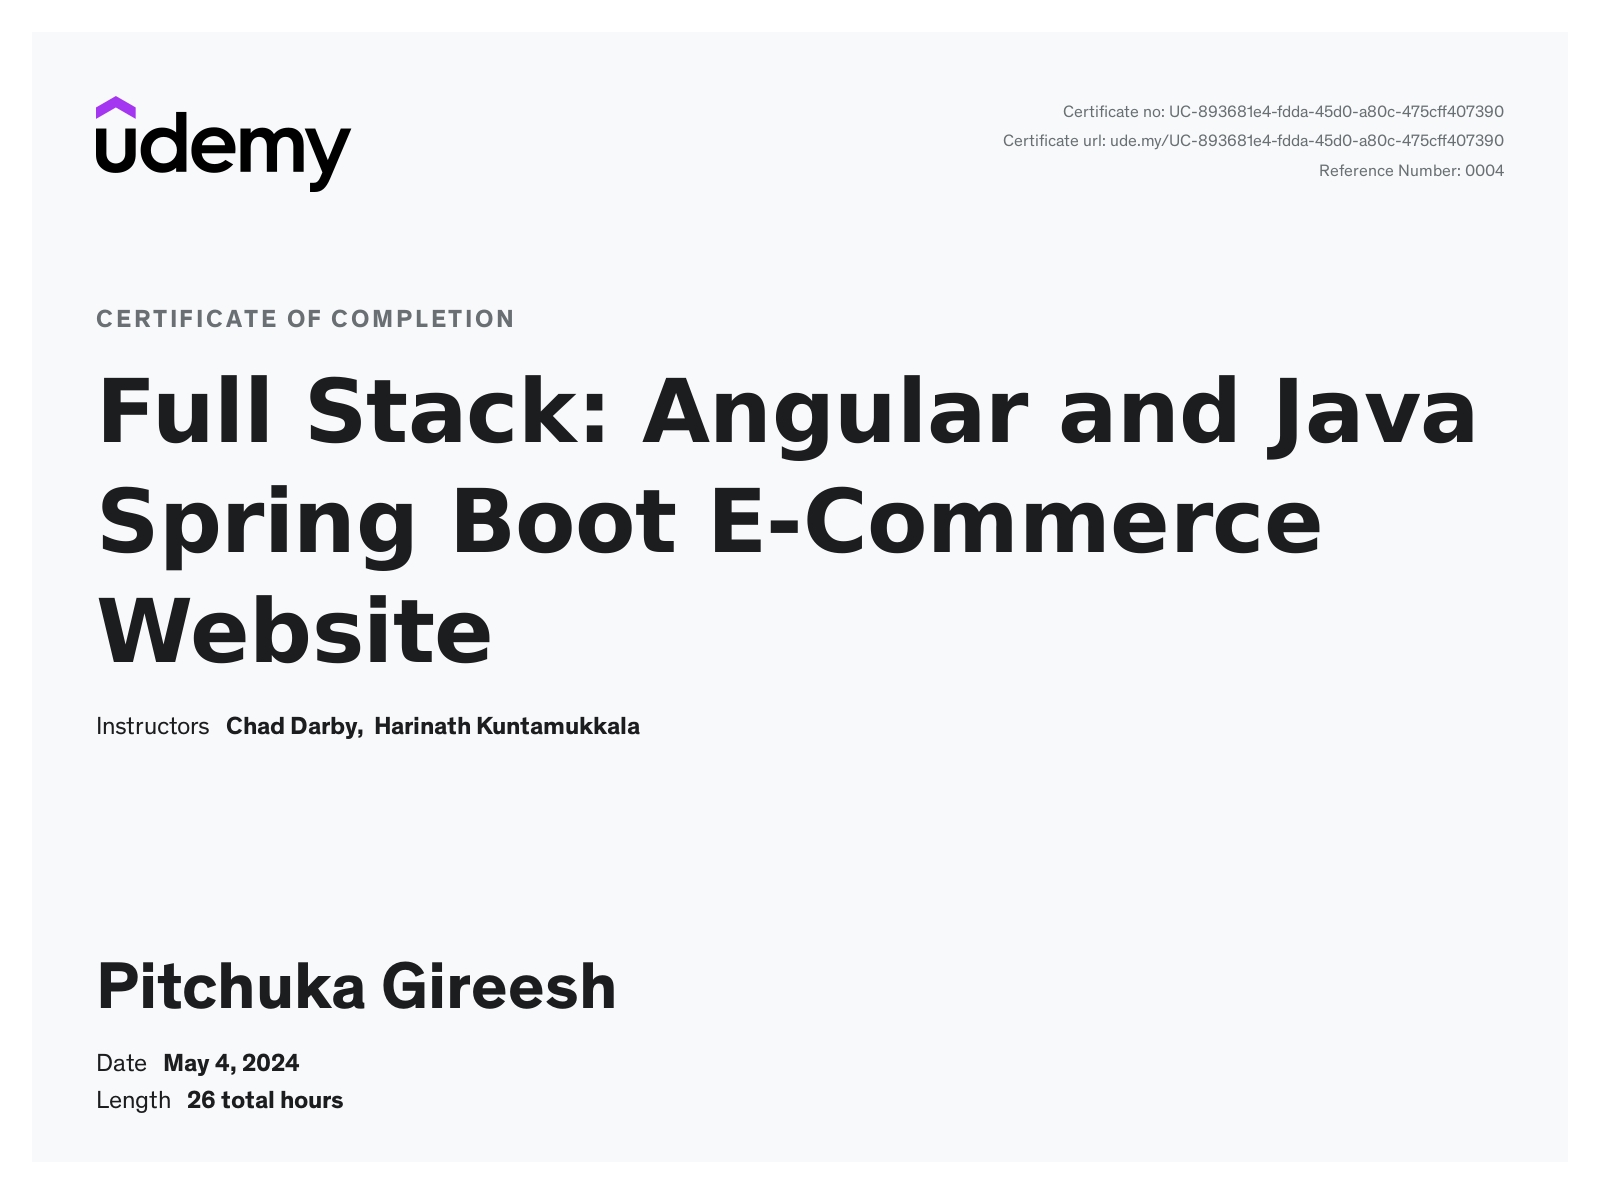 udemy
Certificate no: UC-893681e4-fdda-45d0-a80c-475cff407390
Certificate url: ude.my/UC-893681e4-fdda-45d0-a80c-475cff407390
Reference Number: 0004
CERTIFICATE OF COMPLETION
Full Stack: Angular and Java
Spring Boot E-Commerce
Website
Instructors Chad Darby, Harinath Kuntamukkala
Pitchuka Gireesh
Date May 4, 2024
Length 26 total hours